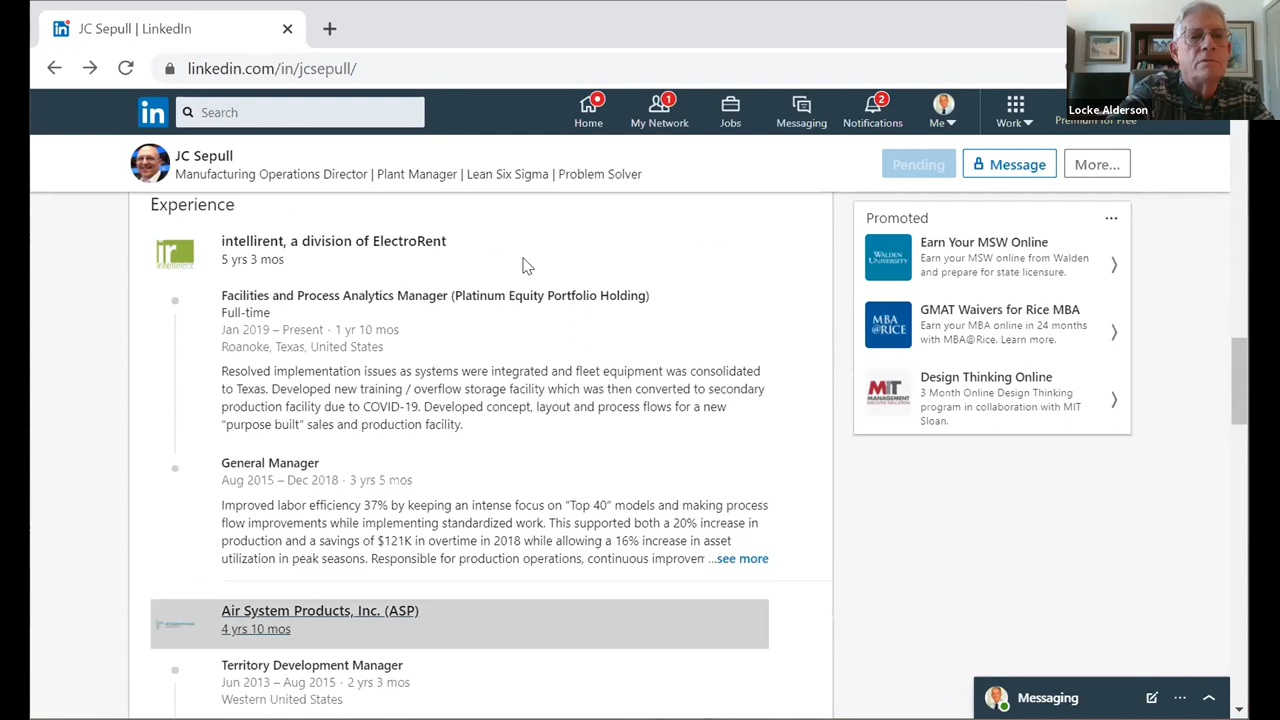 JC Sepull | LinkedIn
linkedin.com/in/jcsepull/
Locke Alderson
in
Search
Home
1
My Network
Jobs
Messaging
2
Notifications
Me
Work
Premium for Free
JC Sepull
Manufacturing Operations Director | Plant Manager | Lean Six Sigma | Problem Solver
Pending
Message
More...
Experience
ir
intellirent
intellirent, a division of ElectroRent
5 yrs 3 mos
Facilities and Process Analytics Manager (Platinum Equity Portfolio Holding)
Full-time
Jan 2019 – Present · 1 yr 10 mos
Roanoke, Texas, United States
Resolved implementation issues as systems were integrated and fleet equipment was consolidated
to Texas. Developed new training / overflow storage facility which was then converted to secondary
production facility due to COVID-19. Developed concept, layout and process flows for a new
“purpose built” sales and production facility.
General Manager
Aug 2015 – Dec 2018 · 3 yrs 5 mos
Improved labor efficiency 37% by keeping an intense focus on “Top 40” models and making process
flow improvements while implementing standardized work. This supported both a 20% increase in
production and a savings of $121K in overtime in 2018 while allowing a 16% increase in asset
utilization in peak seasons. Responsible for production operations, continuous improven ...see more
Air System Products, Inc. (ASP)
4 yrs 10 mos
Territory Development Manager
Jun 2013 – Aug 2015 · 2 yrs 3 mos
Western United States
Promoted
WALDEN
UNIVERSITY
Earn Your MSW Online
Earn your MSW online from Walden
and prepare for state licensure.
MBA
@RICE
GMAT Waivers for Rice MBA
Earn your MBA online in 24 months
with MBA@Rice. Learn more.
MIT
MANAGEMENT
Design Thinking Online
3 Month Online Design Thinking
program in collaboration with MIT
Sloan.
Messaging